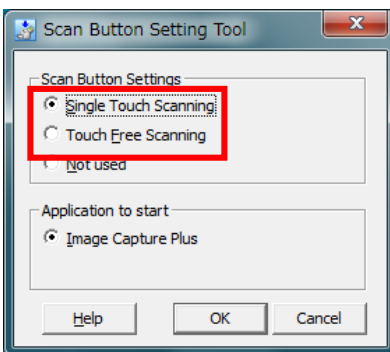 Scan Button Setting Tool
Scan Button Settings
Single Touch Scanning
Touch Free Scanning
Not used
Application to start
Image Capture Plus
Help OK Cancel